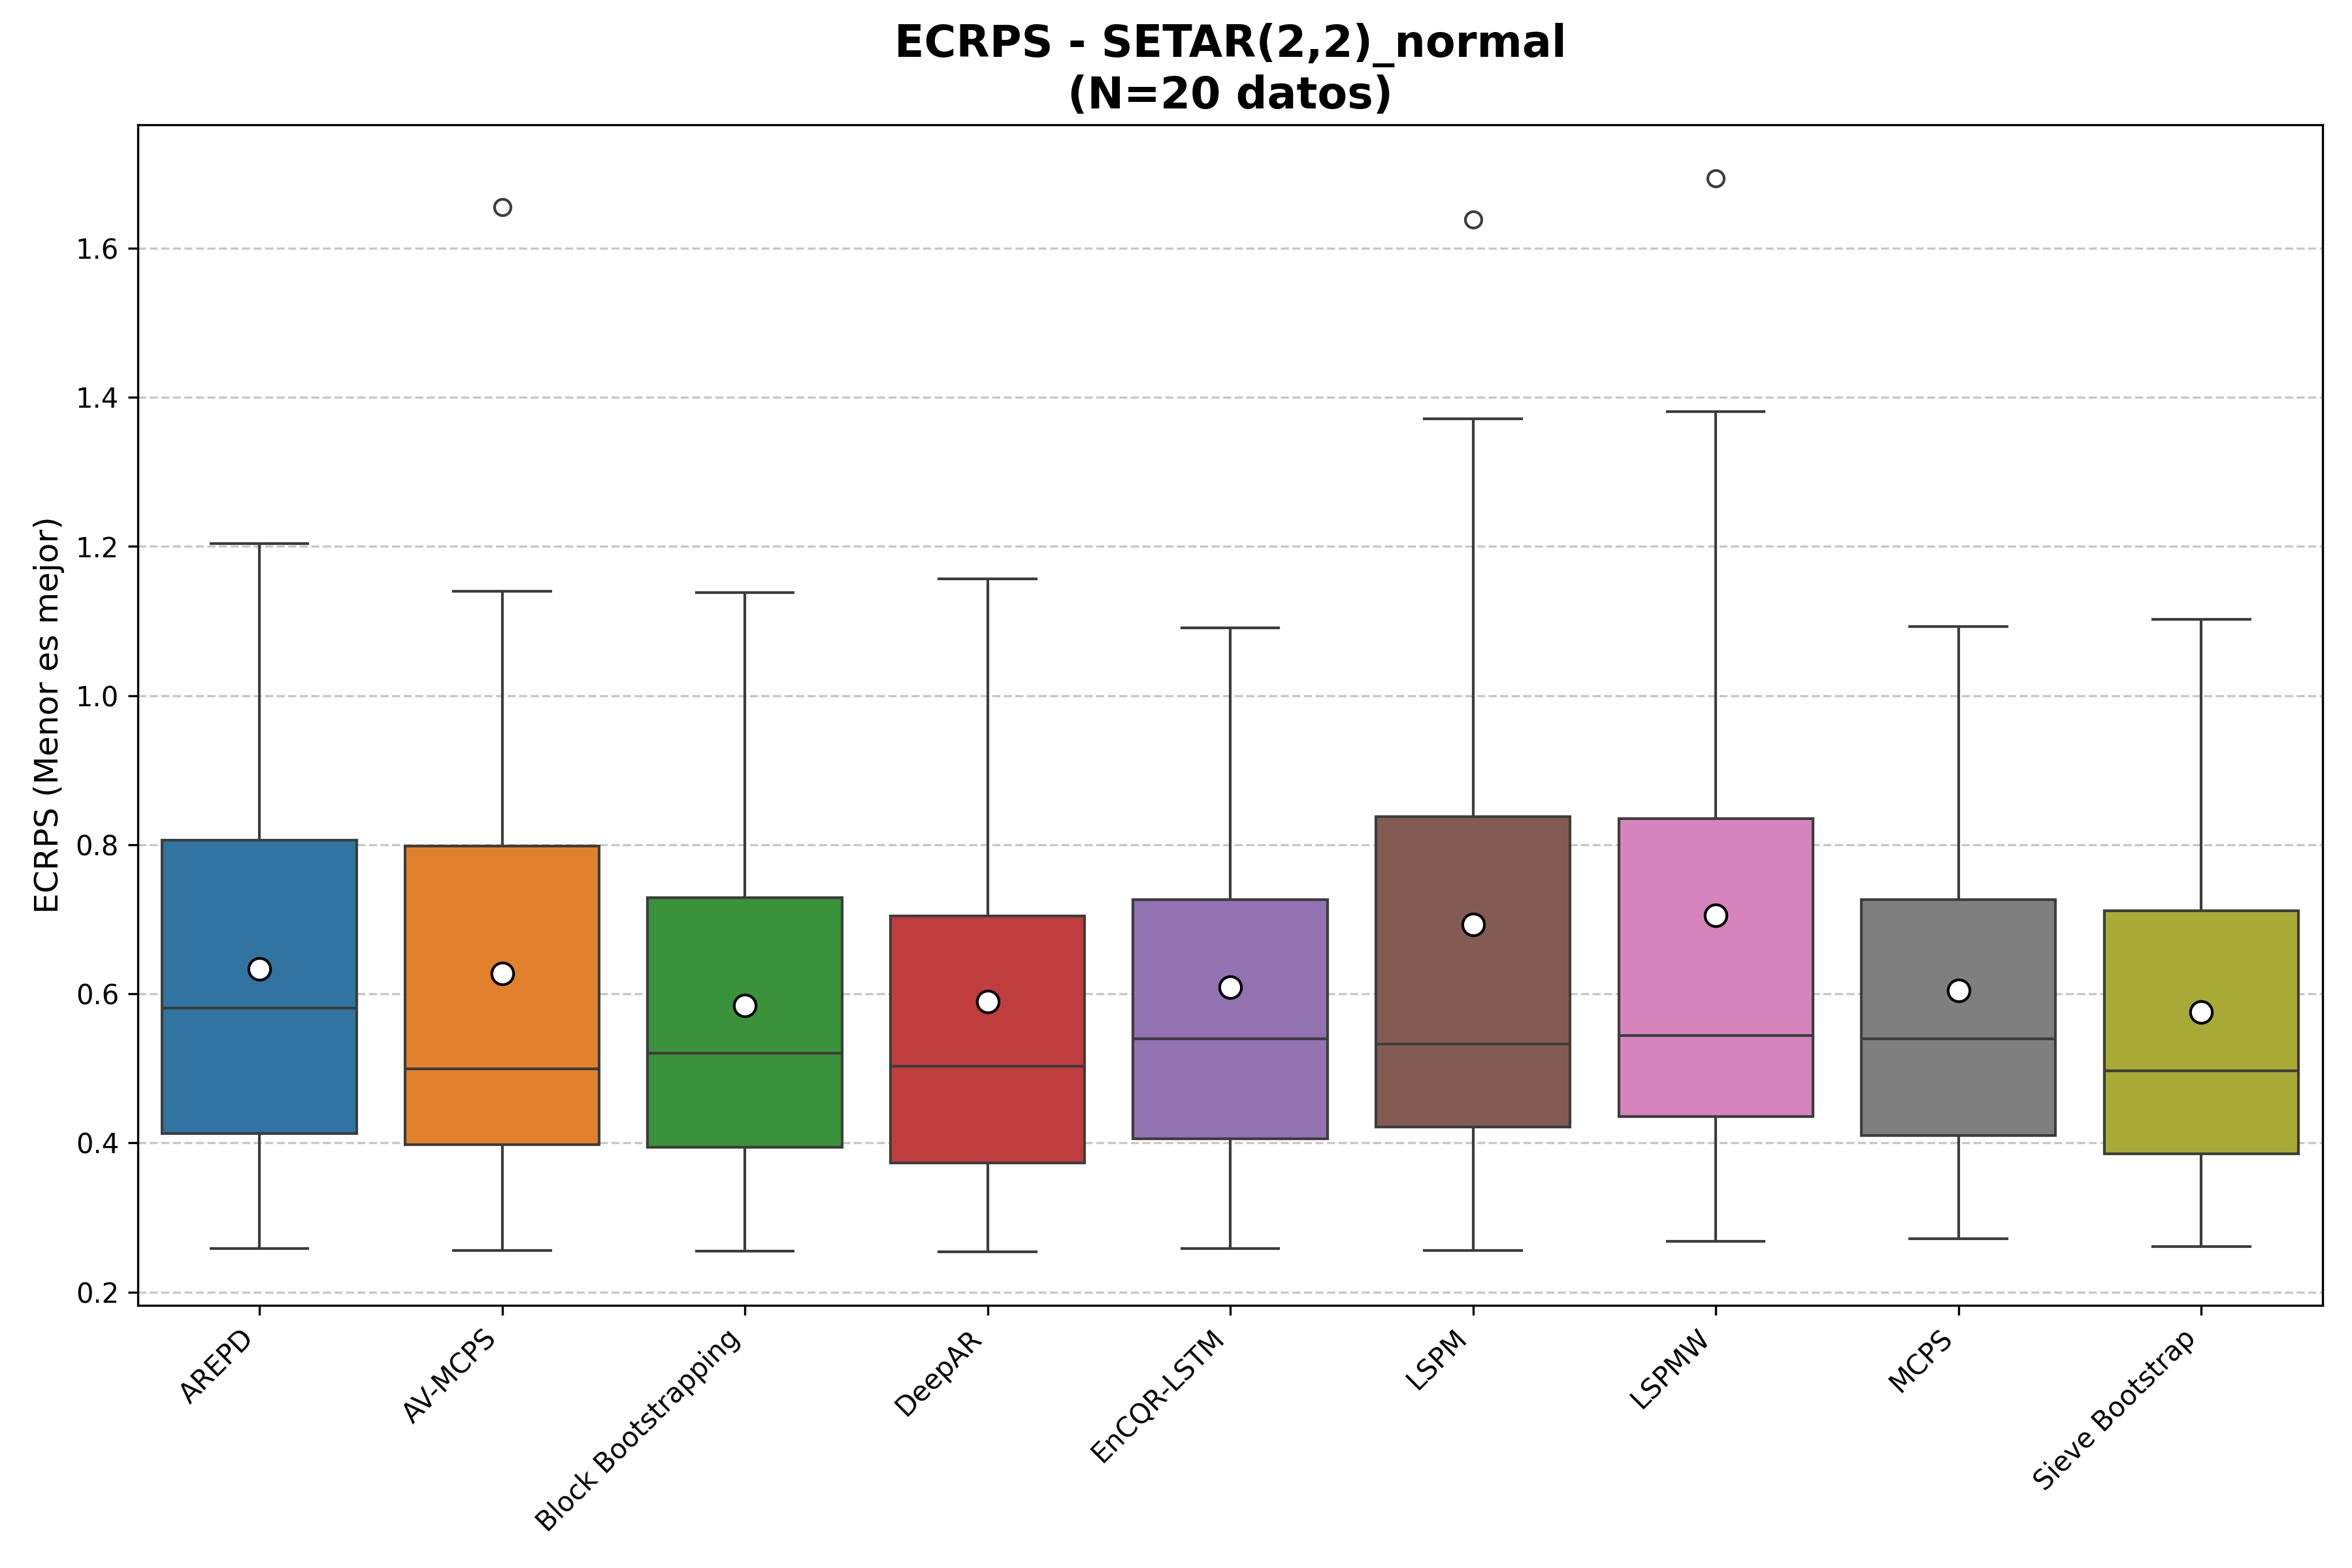 ECRPS - SETAR(2,2)_normal
(N=20 datos)
ECRPS (Menor es mejor)
1.6
1.4
1.2
1.0
0.8
0.6
0.4
0.2
AREPD
AV-MCPS
Block Bootstrapping
DeepAR
EnCQR-LSTM
LSPM
LSPMW
MCPS
Sieve Bootstrap